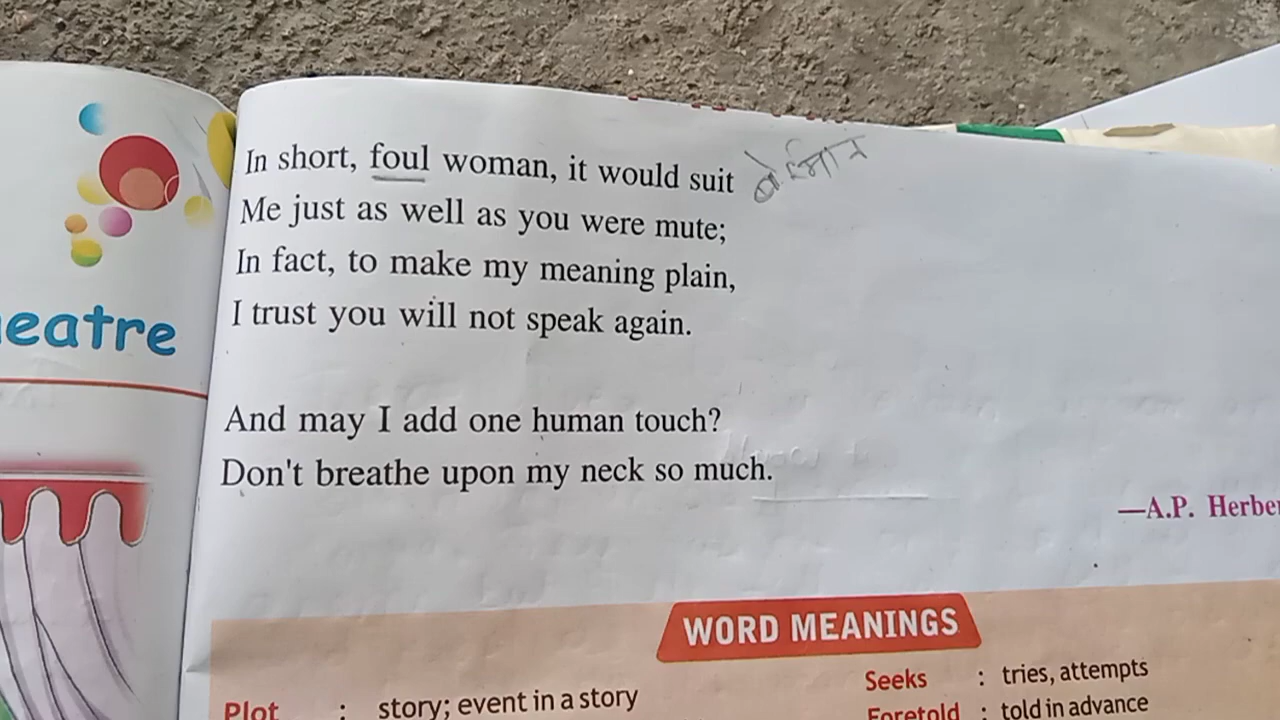 In short, foul woman, it would suit बेईमान
Me just as well as you were mute;
In fact, to make my meaning plain,
I trust you will not speak again.
And may I add one human touch?
Don't breathe upon my neck so much.
—A.P. Herber
eatre
WORD MEANINGS
Plot : story; event in a story
Seeks : tries, attempts
Foretold : told in advance